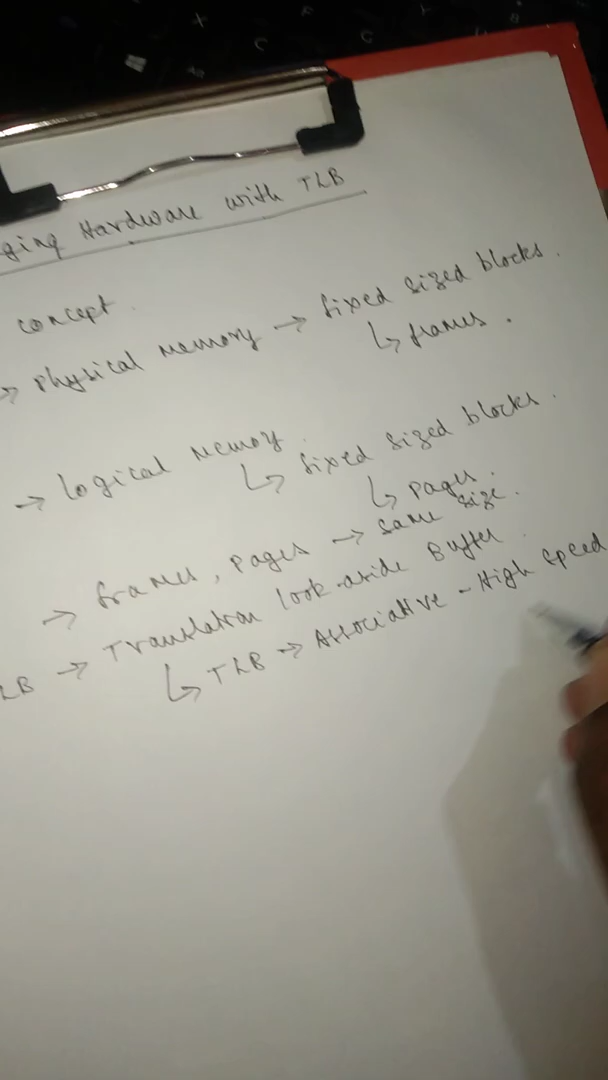 ging Hardware with TLB
concept.
→ physical memory → fixed sized blocks.
↳ frames.
→ logical memory.
↳ fixed sized blocks.
↳ pages.
→ frames, pages → same size.
LB → Translation look-aside Buffer.
↳ TLB → Associative - High speed